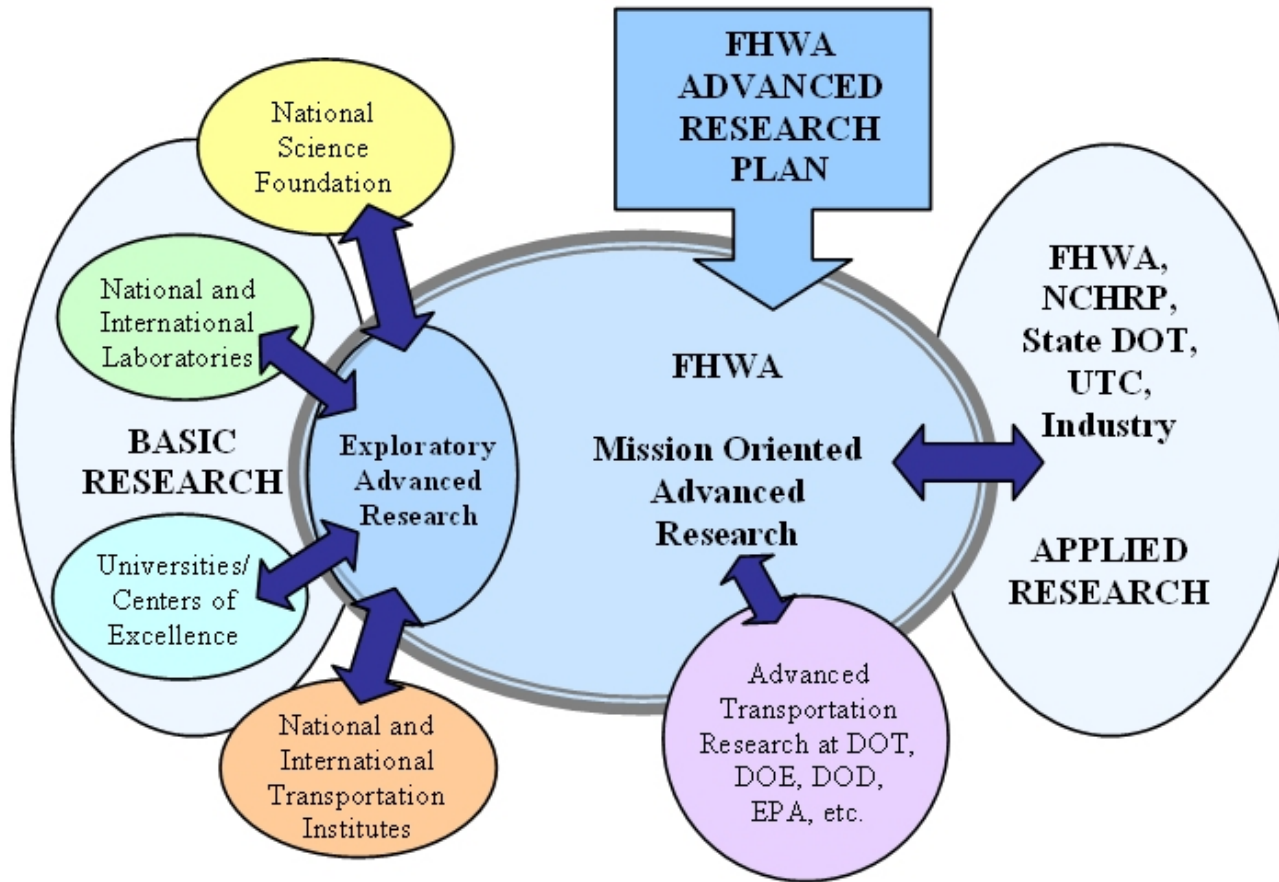 FHWA
ADVANCED
RESEARCH
PLAN
National
Science
Foundation
National and
International
Laboratories
BASIC
RESEARCH
Universities/
Centers of
Excellence
National and
International
Transportation
Institutes
Exploratory
Advanced
Research
FHWA
Mission Oriented
Advanced
Research
Advanced
Transportation
Research at DOT,
DOE, DOD,
EPA, etc.
FHWA,
NCHRP,
State DOT,
UTC,
Industry
APPLIED
RESEARCH